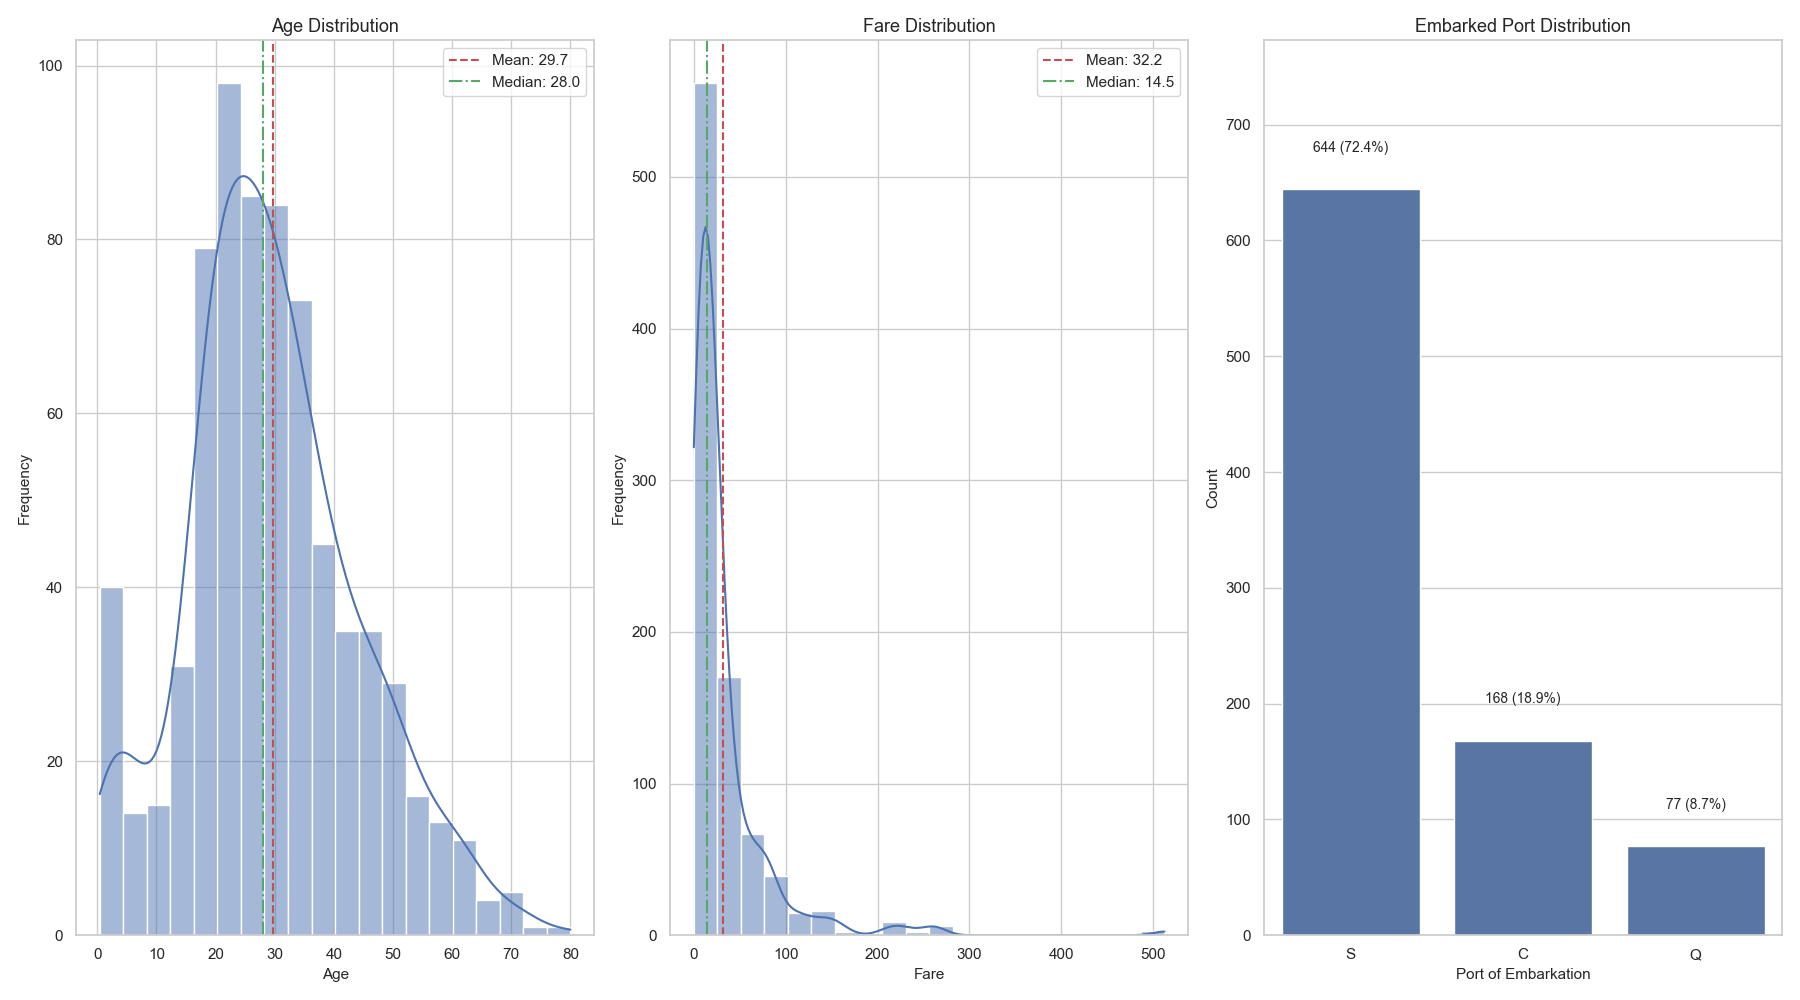 Age Distribution
Mean: 29.7
Median: 28.0
100
80
60
40
20
0
Frequency
0 10 20 30 40 50 60 70 80
Age
Fare Distribution
Mean: 32.2
Median: 14.5
500
400
300
200
100
0
Frequency
0 100 200 300 400 500
Fare
Embarked Port Distribution
700
600
500
400
300
200
100
0
Count
644 (72.4%)
168 (18.9%)
77 (8.7%)
S C Q
Port of Embarkation